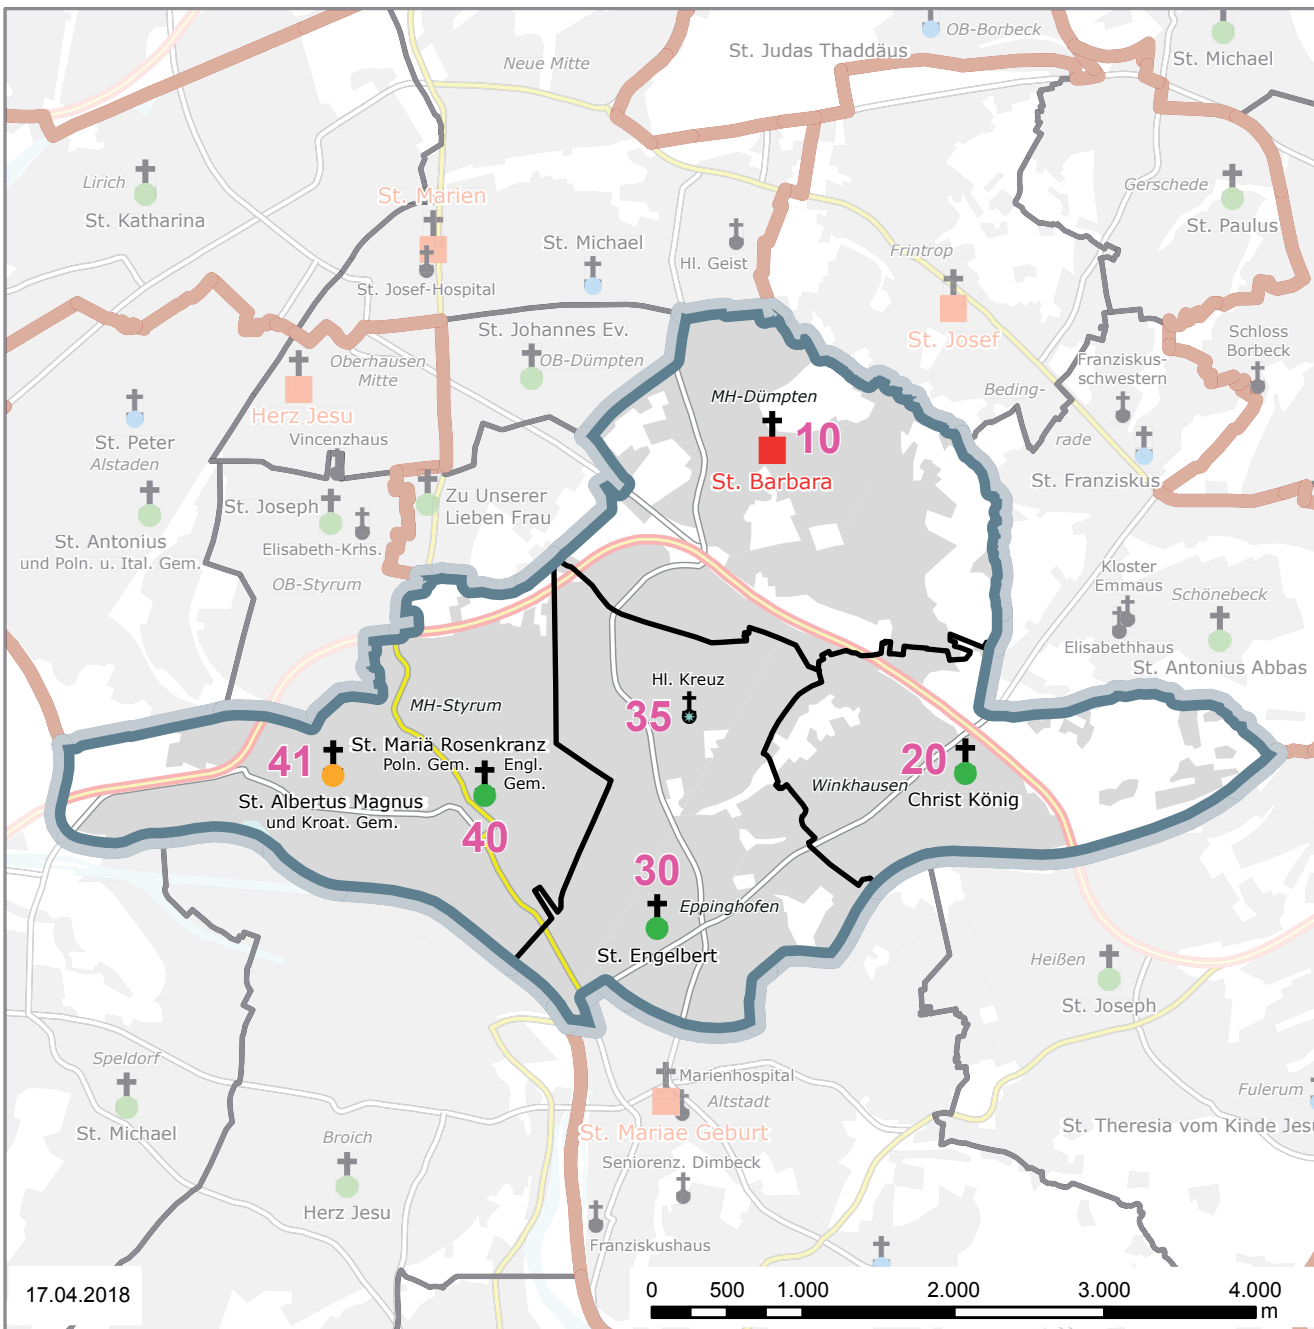 Neue Mitte
OB-Borbeck
St. Judas Thaddäus
St. Michael
Lirich
St. Katharina
St. Marien
St. Josef-Hospital
St. Michael
Hl. Geist
Frintrop
St. Josef
Gerschede
St. Paulus
St. Johannes Ev.
OB-Dümpten
Oberhausen
Mitte
Herz Jesu
Vincenzhaus
St. Peter
Alstaden
St. Antonius
und Poln. u. Ital. Gem.
St. Joseph
Elisabeth-Krhs.
OB-Styrum
Zu Unserer
Lieben Frau
MH-Dümpten
10
St. Barbara
Schloss
Borbeck
Franziskus-
schwestern
Beding-
rade
St. Franziskus
Kloster
Emmaus
Elisabethhaus
Schönebeck
St. Antonius Abbas
MH-Styrum
41
St. Mariä Rosenkranz
Poln. Gem.
Engl.
Gem.
St. Albertus Magnus
und Kroat. Gem.
40
Hl. Kreuz
35
20
Winkhausen
Christ König
30
Eppinghofen
St. Engelbert
Heißen
St. Joseph
Speldorf
St. Michael
Broich
Herz Jesu
Marienhospital
Altstadt
St. Mariae Geburt
Seniorenz. Dimbeck
Franziskushaus
Fulerum
St. Theresia vom Kinde Jesu
17.04.2018
0 500 1.000 2.000 3.000 4.000
m